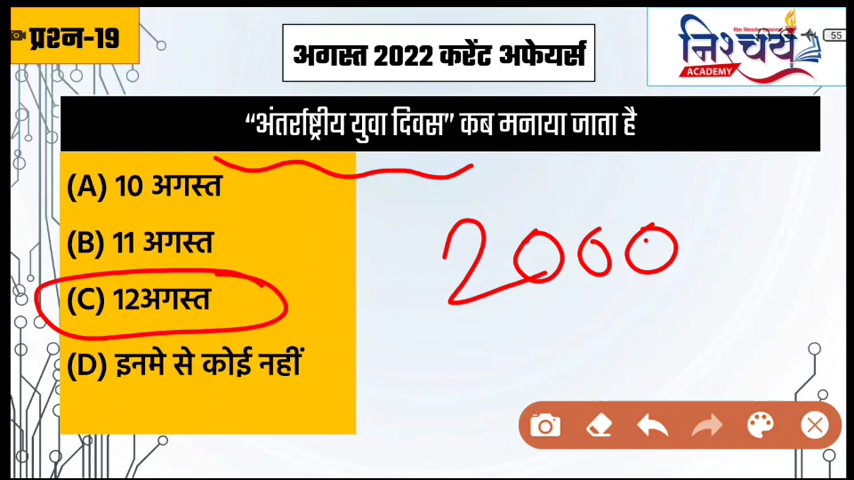 प्रश्न-19
अगस्त 2022 करेंट अफेयर्स
निश्चय
ACADEMY
55
“अंतर्राष्ट्रीय युवा दिवस” कब मनाया जाता है
(A) 10 अगस्त
(B) 11 अगस्त
(C) 12अगस्त
(D) इनमे से कोई नहीं
2000